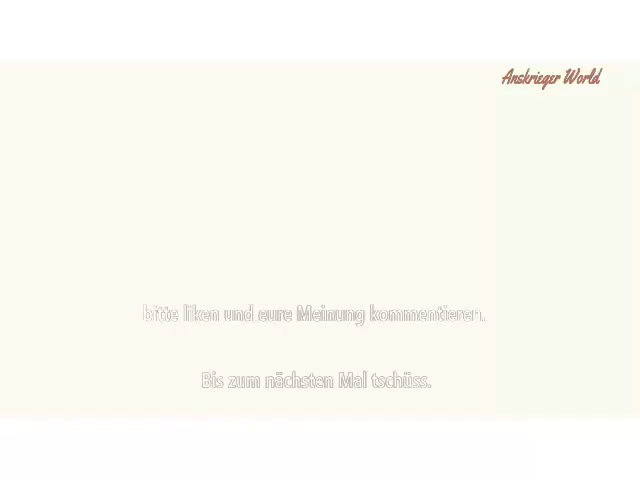 Anskrieger World
bitte liken und eure Meinung kommentieren.
Bis zum nächsten Mal tschüss.